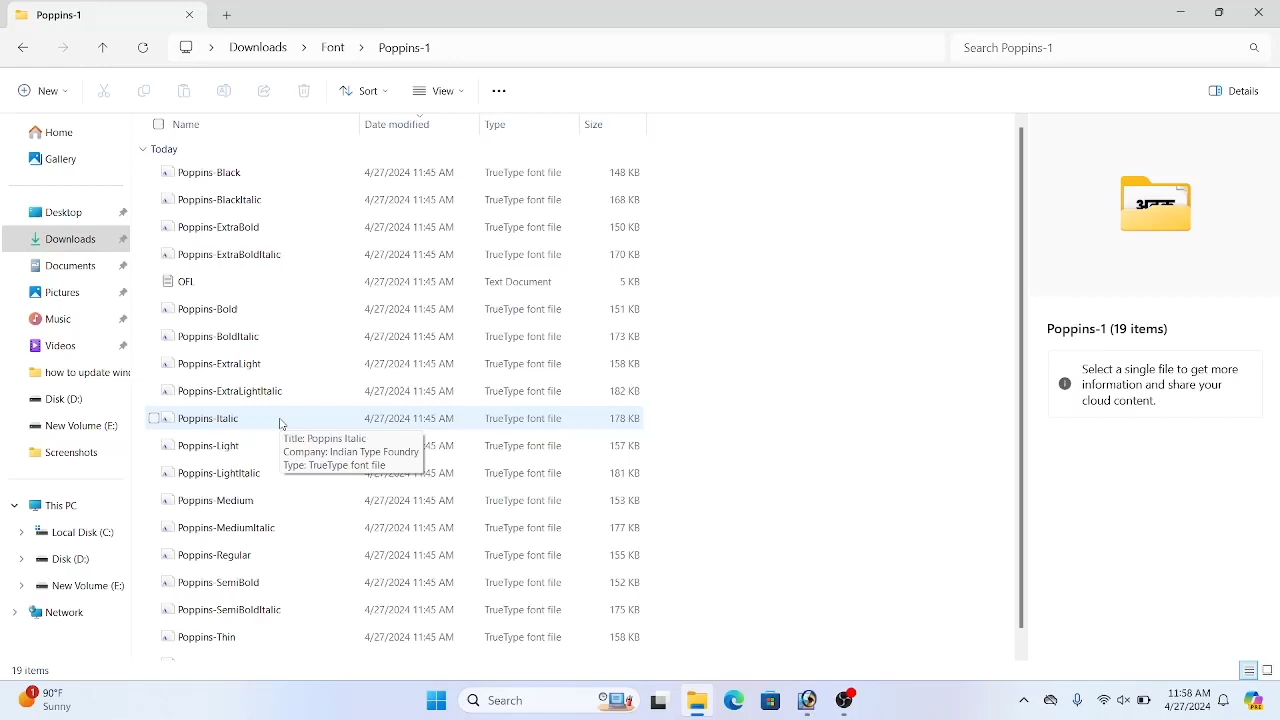 Poppins-1
Downloads Font Poppins-1
Search Poppins-1
New Sort View Details
Name Date modified Type Size
Today
Poppins-Black 4/27/2024 11:45 AM TrueType font file 148 KB
Poppins-BlackItalic 4/27/2024 11:45 AM TrueType font file 168 KB
Poppins-ExtraBold 4/27/2024 11:45 AM TrueType font file 150 KB
Poppins-ExtraBoldItalic 4/27/2024 11:45 AM TrueType font file 170 KB
OFL 4/27/2024 11:45 AM Text Document 5 KB
Poppins-Bold 4/27/2024 11:45 AM TrueType font file 151 KB
Poppins-BoldItalic 4/27/2024 11:45 AM TrueType font file 173 KB
Poppins-ExtraLight 4/27/2024 11:45 AM TrueType font file 158 KB
Poppins-ExtraLightItalic 4/27/2024 11:45 AM TrueType font file 182 KB
Poppins-Italic 4/27/2024 11:45 AM TrueType font file 178 KB
Title: Poppins Italic
Company: Indian Type Foundry
Type: TrueType font file
Poppins-Light :45 AM TrueType font file 157 KB
Poppins-LightItalic :45 AM TrueType font file 181 KB
Poppins-Medium 4/27/2024 11:45 AM TrueType font file 153 KB
Poppins-MediumItalic 4/27/2024 11:45 AM TrueType font file 177 KB
Poppins-Regular 4/27/2024 11:45 AM TrueType font file 155 KB
Poppins-SemiBold 4/27/2024 11:45 AM TrueType font file 152 KB
Poppins-SemiBoldItalic 4/27/2024 11:45 AM TrueType font file 175 KB
Poppins-Thin 4/27/2024 11:45 AM TrueType font file 158 KB
Home
Gallery
Desktop
Downloads
Documents
Pictures
Music
Videos
how to update wind
Disk (D:)
New Volume (E:)
Screenshots
This PC
Local Disk (C:)
Disk (D:)
New Volume (E:)
Network
Poppins-1 (19 items)
Select a single file to get more
information and share your
cloud content.
19 items
1
90°F
Sunny
Search
11:58 AM
4/27/2024
PRE